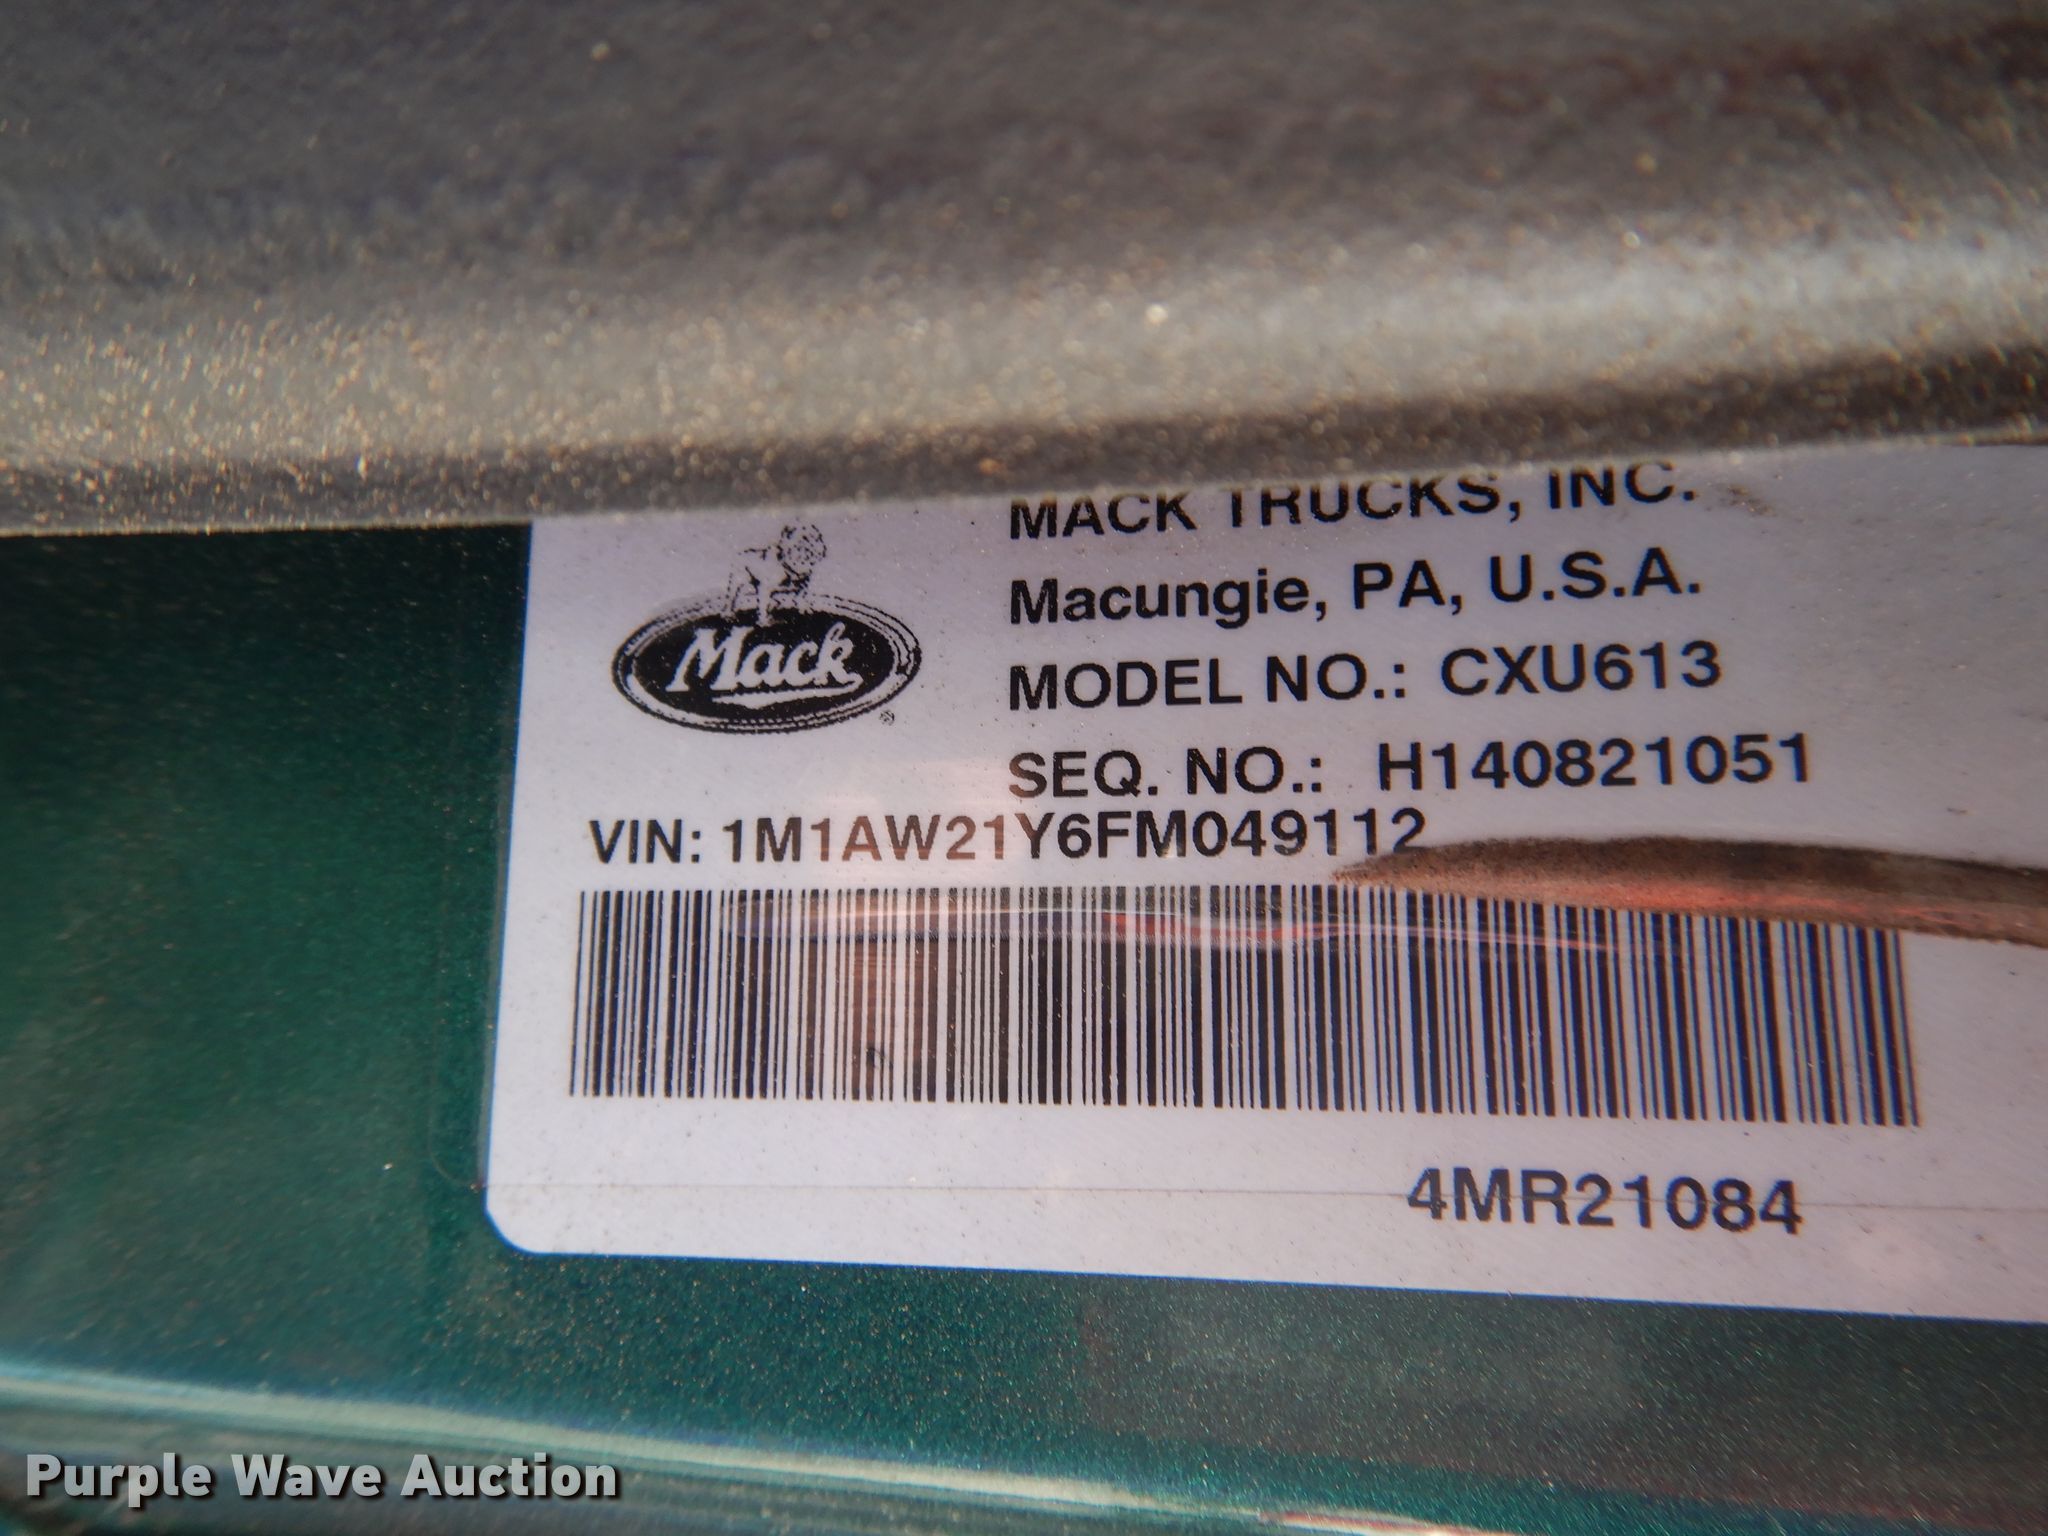 MACK TRUCKS, INC.
Macungie, PA, U.S.A.
Mack
®
MODEL NO.: CXU613
SEQ. NO.: H140821051
VIN: 1M1AW21Y6FM049112
4MR21084
Purple Wave Auction